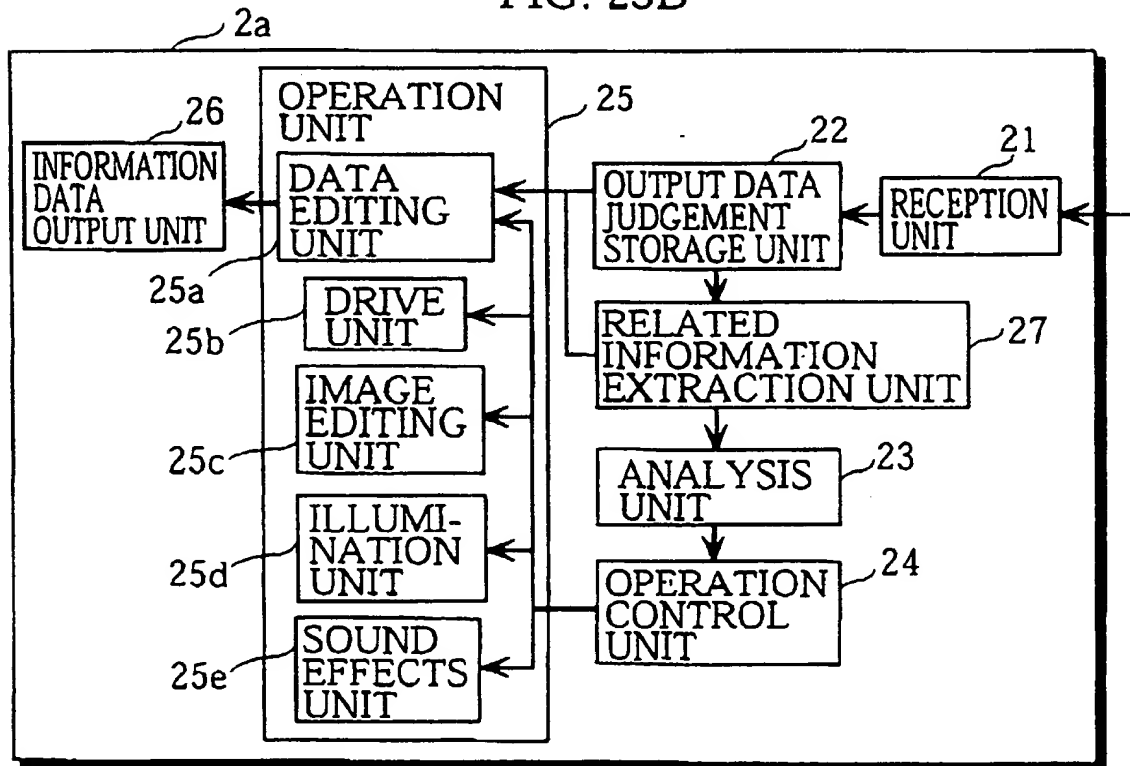 FIG. 23B
2a
26
INFORMATION
DATA
OUTPUT UNIT
OPERATION
UNIT
25
DATA
EDITING
UNIT
25a
DRIVE
UNIT
25b
IMAGE
EDITING
UNIT
25c
ILLUMI-
NATION
UNIT
25d
SOUND
EFFECTS
UNIT
25e
22
OUTPUT DATA
JUDGEMENT
STORAGE UNIT
21
RECEPTION
UNIT
RELATED
INFORMATION
EXTRACTION UNIT
27
ANALYSIS
UNIT
23
OPERATION
CONTROL
UNIT
24